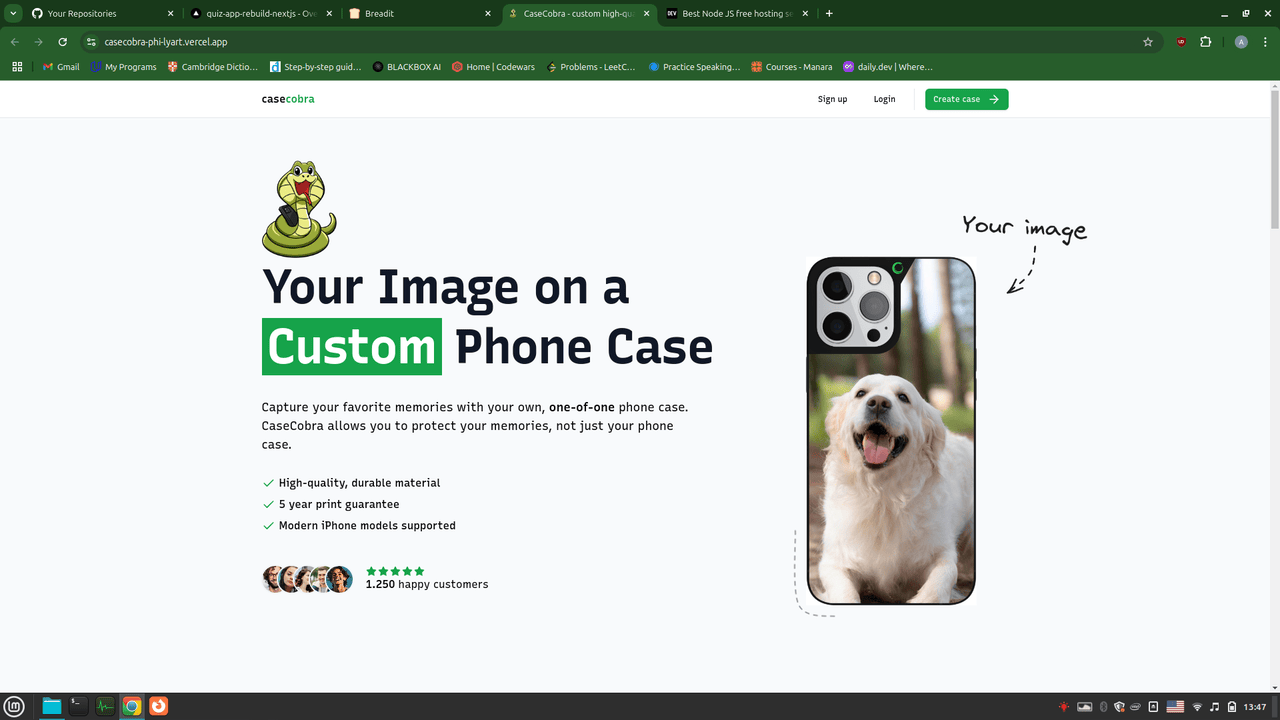 Your Repositories
quiz-app-rebuild-nextjs - Ove
Breadit
CaseCobra - custom high-qua
DEV
Best Node JS free hosting se
casecobra-phi-lyart.vercel.app
A
Gmail
My Programs
Cambridge Dictio...
Step-by-step guid...
BLACKBOX AI
Home | Codewars
Problems - LeetC...
Practice Speaking...
Courses - Manara
daily.dev | Where...
casecobra
Sign up
Login
Create case
Your image
Your Image on a
Custom Phone Case
Capture your favorite memories with your own, one-of-one phone case.
CaseCobra allows you to protect your memories, not just your phone
case.
High-quality, durable material
5 year print guarantee
Modern iPhone models supported
1.250 happy customers
13:47